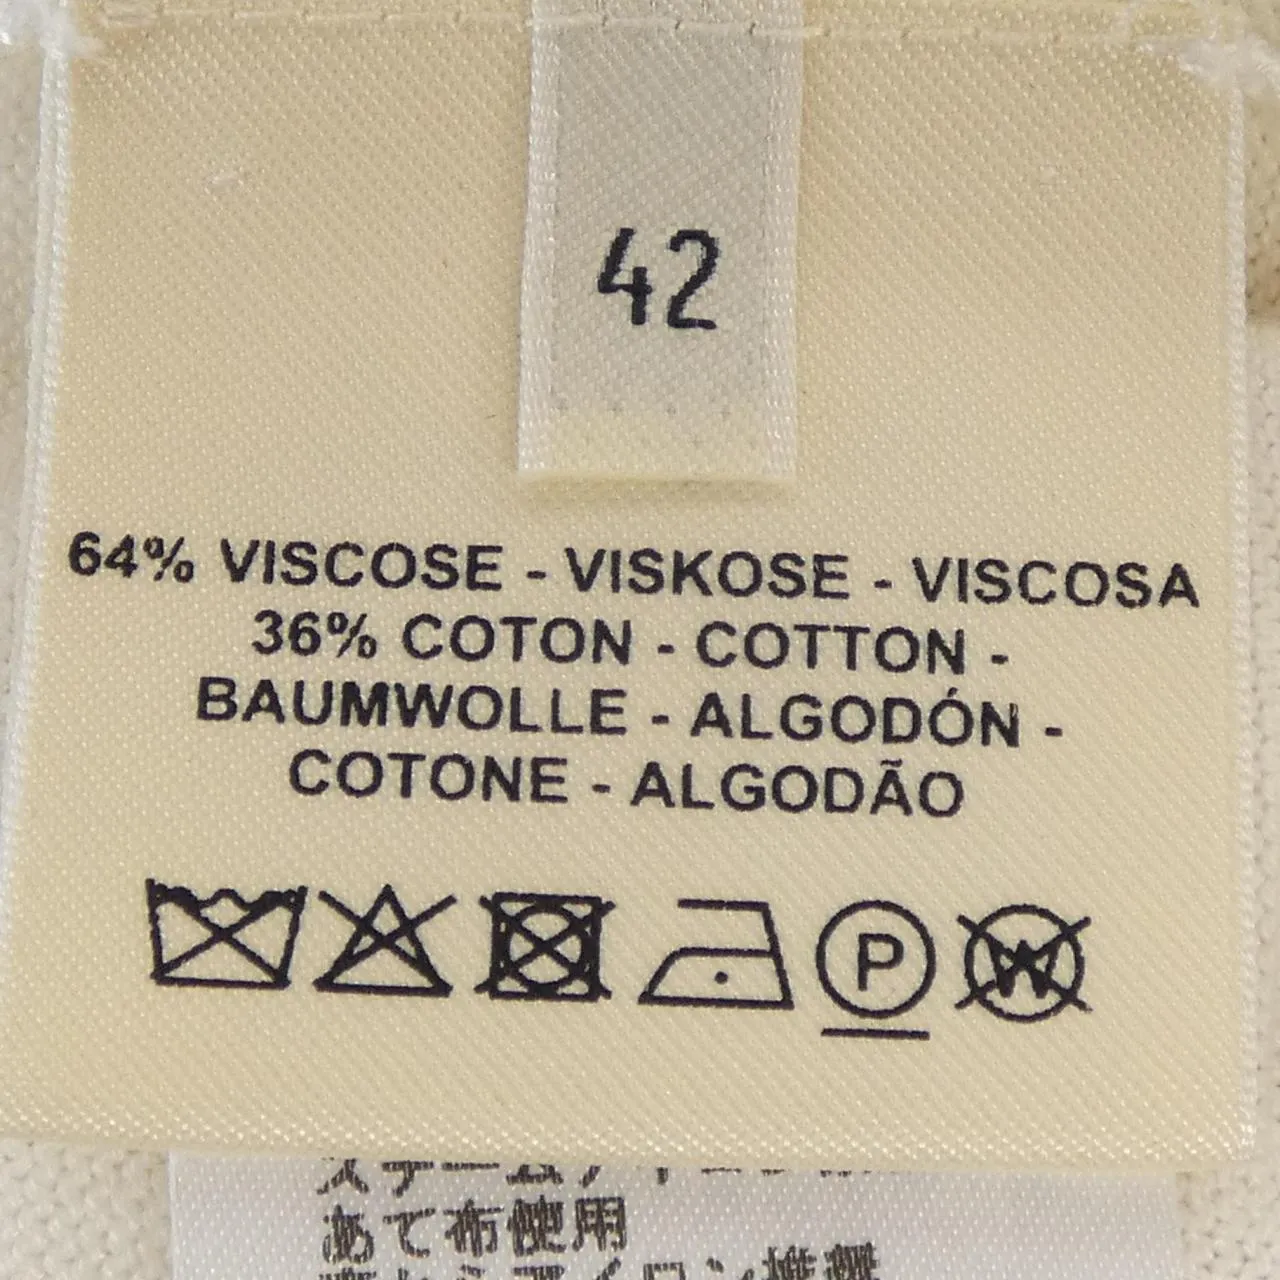 42
64% VISCOSE - VISKOSE - VISCOSA
36% COTON - COTTON -
BAUMWOLLE - ALGODÓN -
COTONE - ALGODÃO
P W
あて布使用